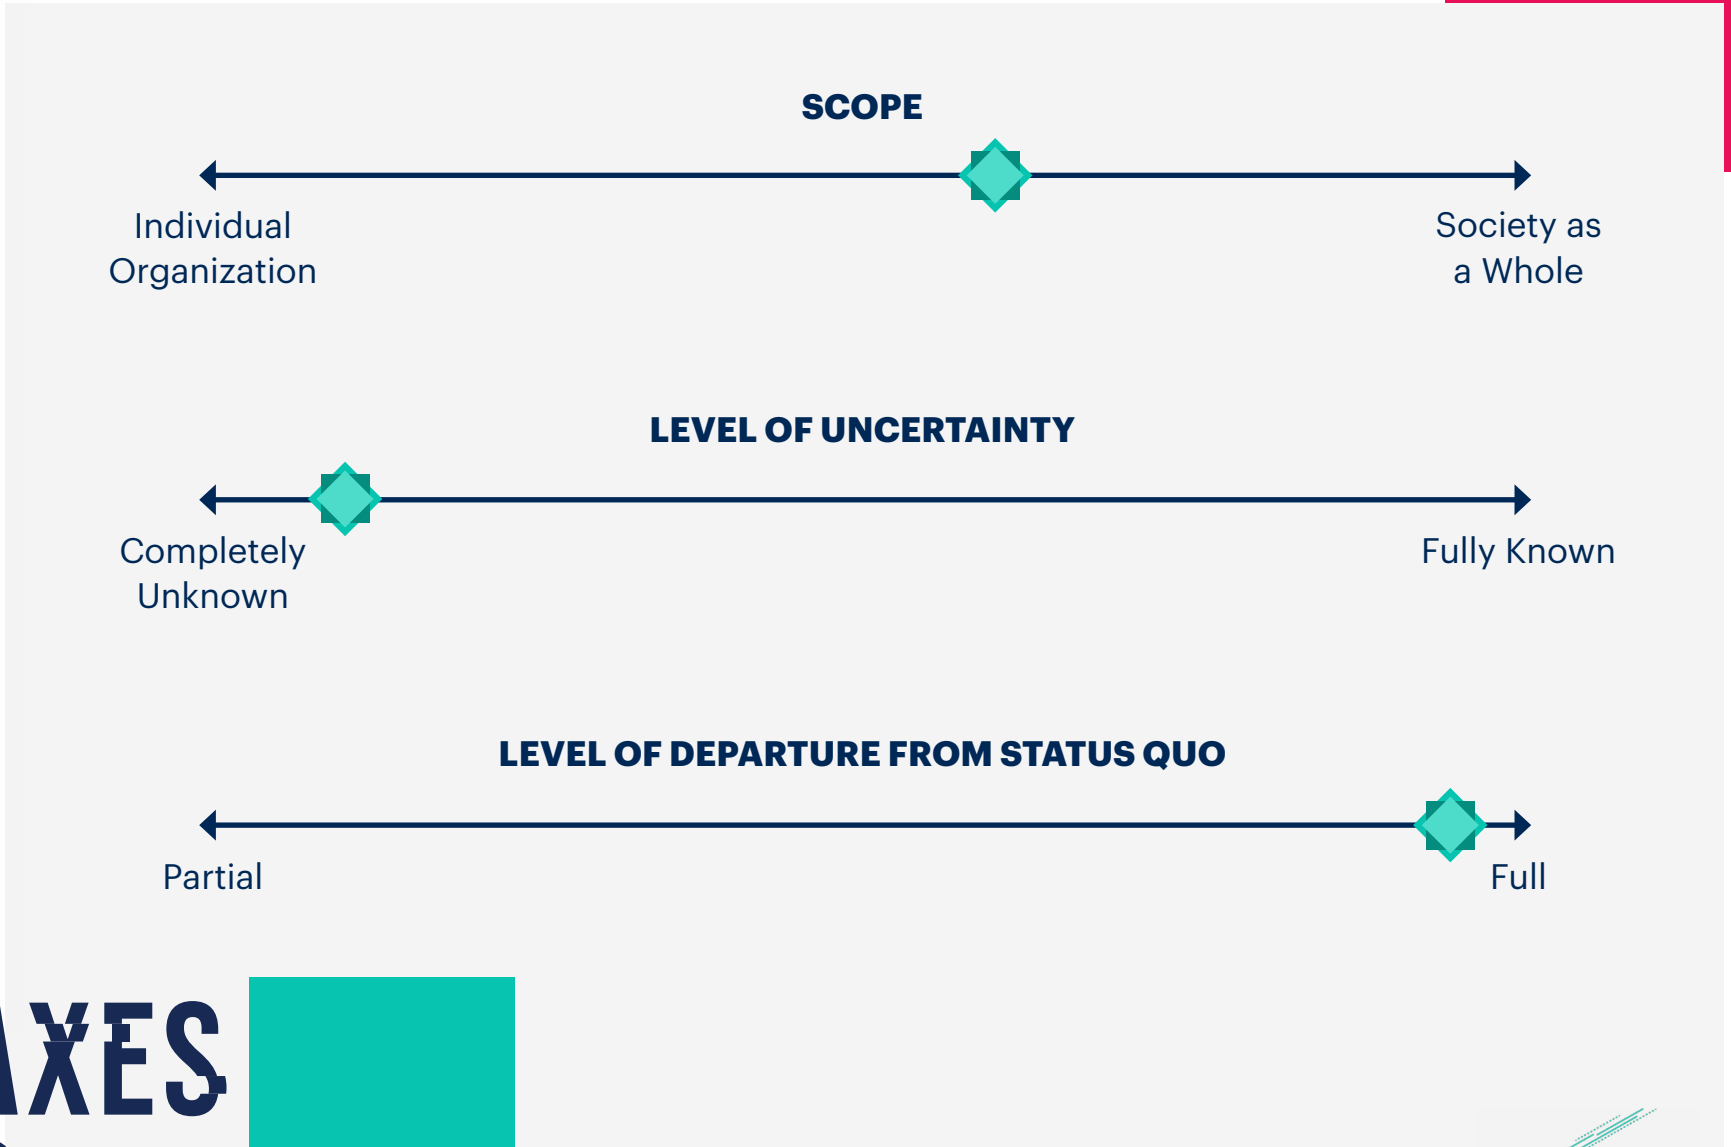 SCOPE
Individual
Organization
Society as
a Whole
LEVEL OF UNCERTAINTY
Completely
Unknown
Fully Known
LEVEL OF DEPARTURE FROM STATUS QUO
Partial
Full
AXES